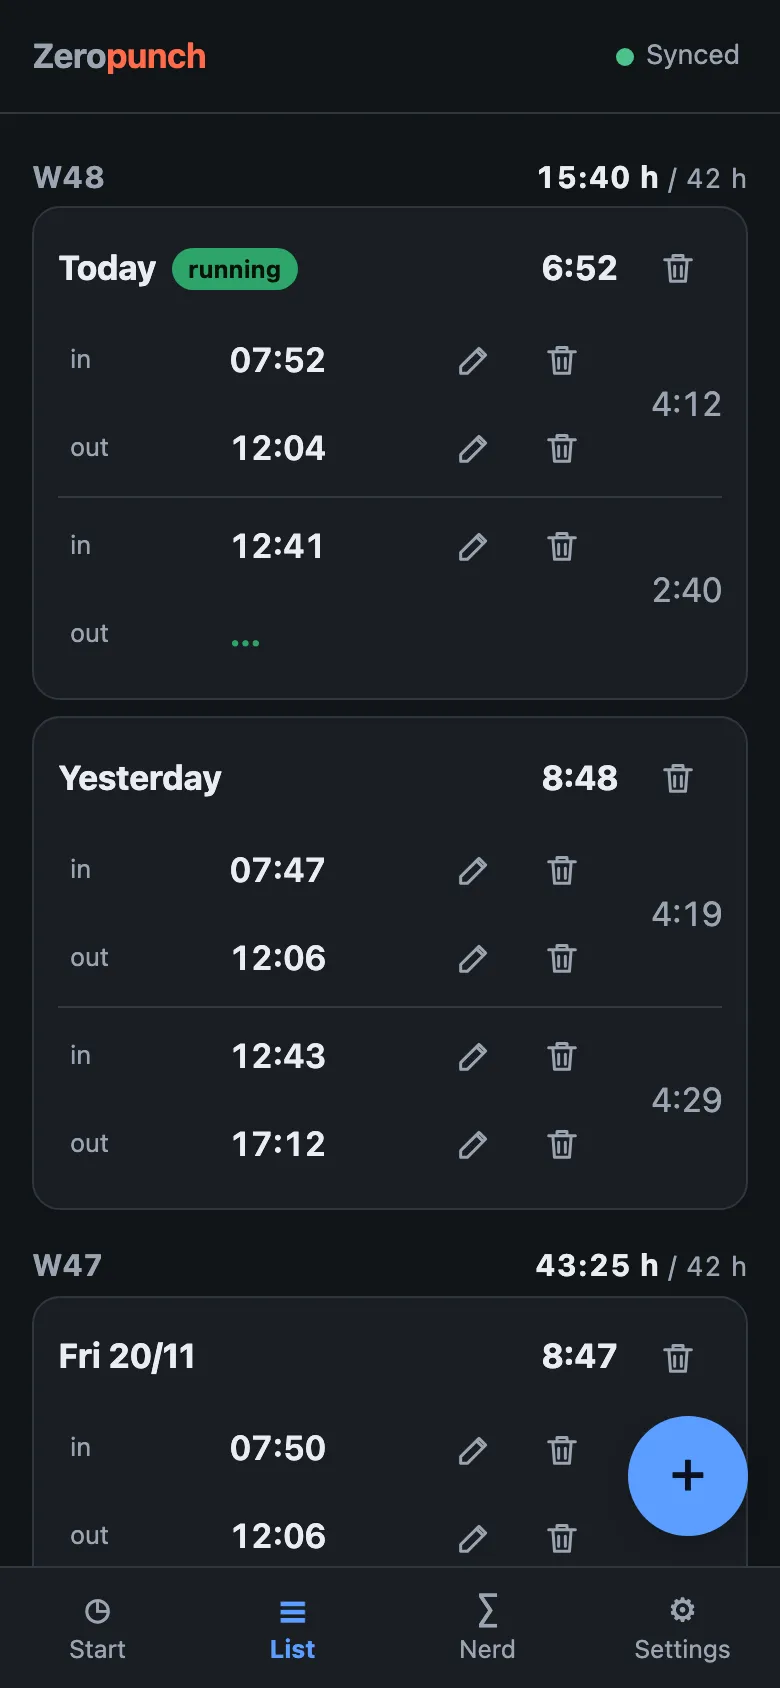 Zeropunch Synced
W48 15:40 h / 42 h
Today running 6:52
in 07:52
4:12
out 12:04
in 12:41
2:40
out ...
Yesterday 8:48
in 07:47
4:19
out 12:06
in 12:43
4:29
out 17:12
W47 43:25 h / 42 h
Fri 20/11 8:47
in 07:50
+
out 12:06
Start List Nerd Settings